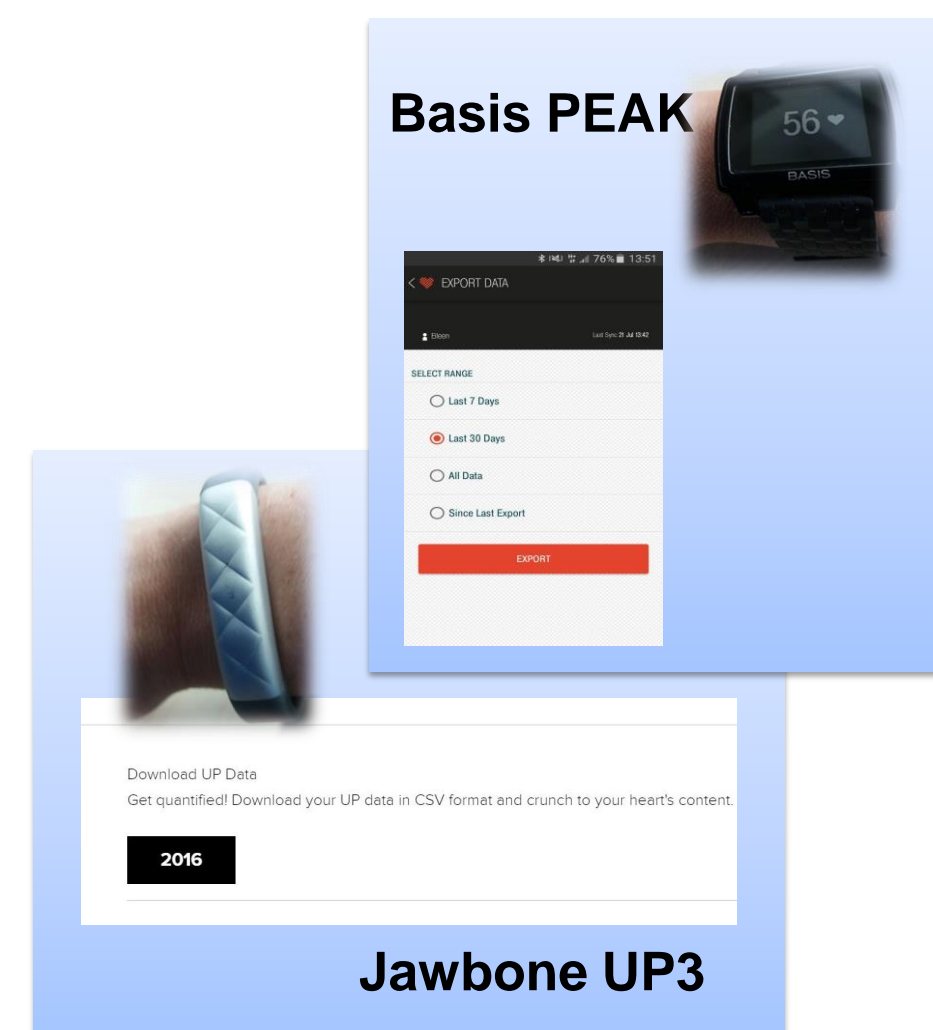 Basis PEAK
56
BASIS
76% 13:51
< EXPORT DATA
Eileen Last Sync 21 Jul 13:42
SELECT RANGE
Last 7 Days
Last 30 Days
All Data
Since Last Export
EXPORT
Download UP Data
Get quantified! Download your UP data in CSV format and crunch to your heart's content.
2016
Jawbone UP3